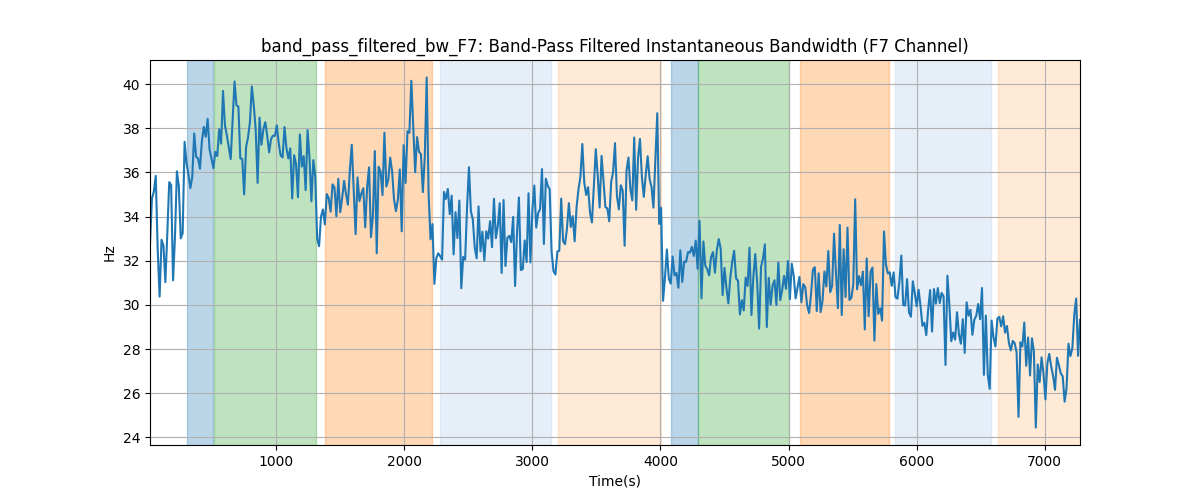 band_pass_filtered_bw_F7: Band-Pass Filtered Instantaneous Bandwidth (F7 Channel)
40
38
36
34
32
30
28
26
24
Hz
1000 2000 3000 4000 5000 6000 7000
Time(s)